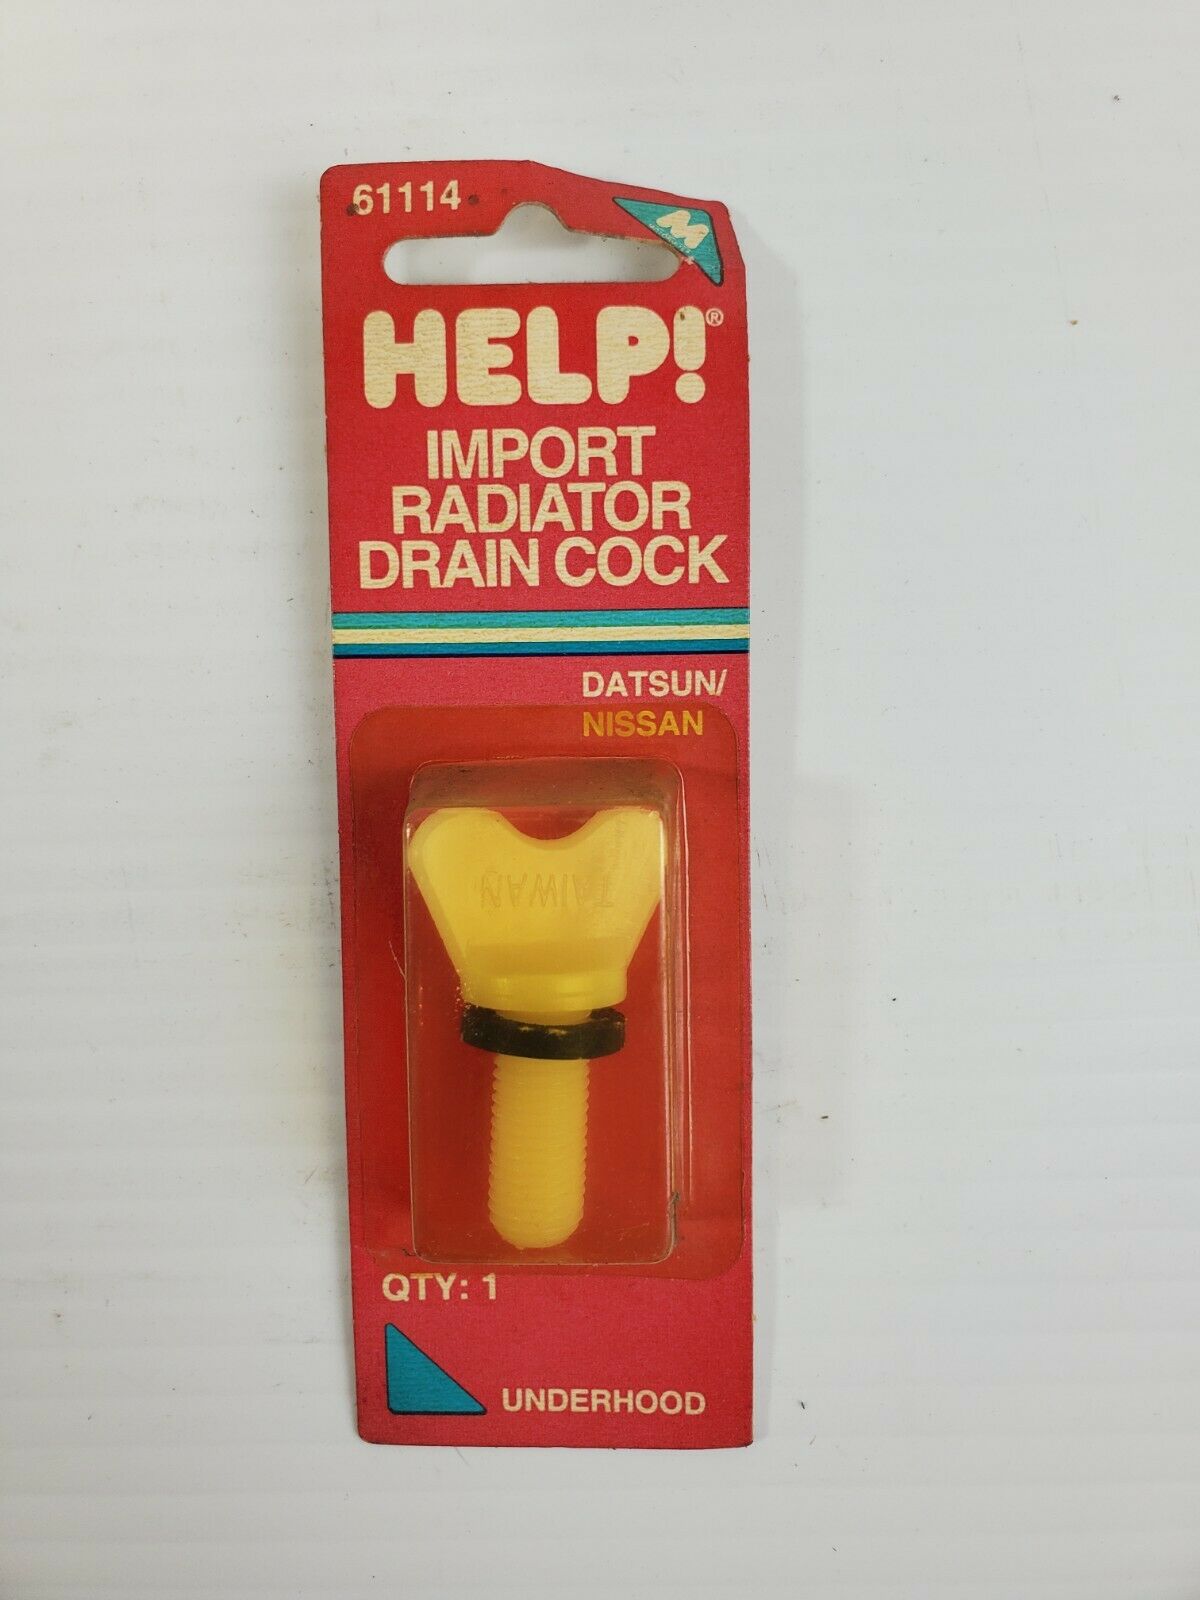 61114
M
HELP!®
IMPORT
RADIATOR
DRAIN COCK
DATSUN/
NISSAN
TAIWAN
QTY: 1
UNDERHOOD